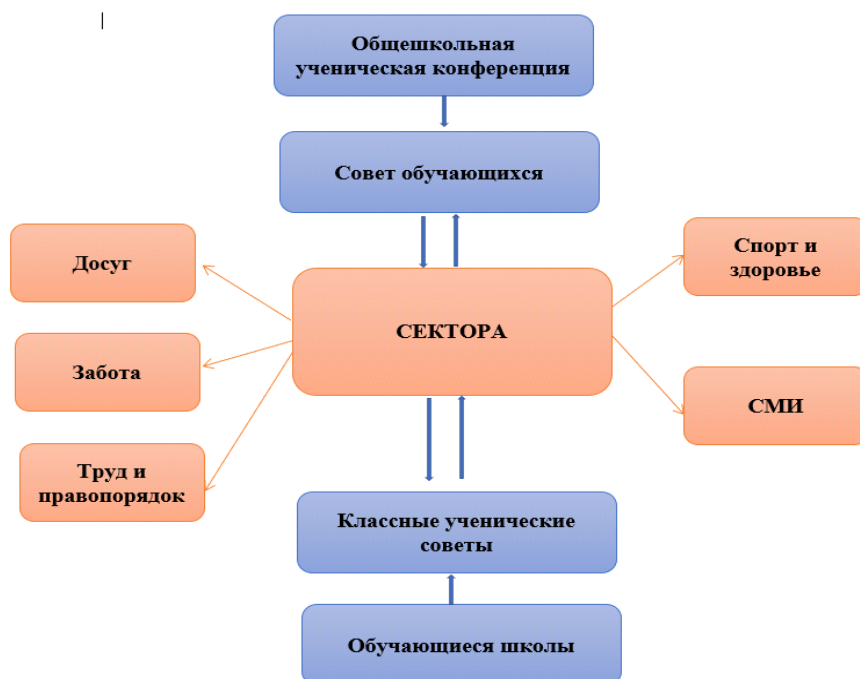 Общешкольная
ученическая конференция
Совет обучающихся
Досуг
Спорт и
здоровье
СЕКТОРА
Забота
СМИ
Труд и
правопорядок
Классные ученические
советы
Обучающиеся школы